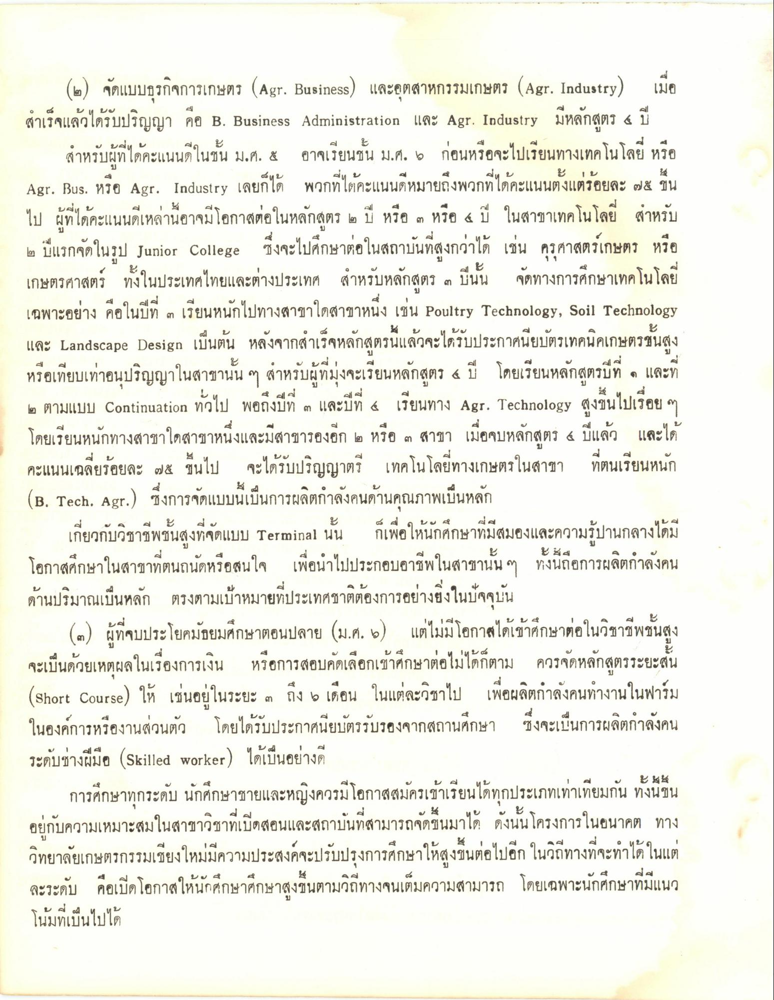 (๒) จัดแบบธุรกิจการเกษตร (Agr. Business) และอุตสาหกรรมเกษตร (Agr. Industry) เมื่อ
สำเร็จแล้วได้รับปริญญา คือ B. Business Administration และ Agr. Industry มีหลักสูตร ๔ ปี
สำหรับผู้ที่ได้คะแนนดีในชั้น ม.ศ. ๕ อาจเรียนชั้น ม.ศ. ๖ ก่อนหรือจะไปเรียนทางเทคโนโลยี่ หรือ
Agr. Bus. หรือ Agr. Industry เลยก็ได้ พวกที่ได้คะแนนดีหมายถึงพวกที่ได้คะแนนตั้งแต่ร้อยละ ๗๕ ขึ้น
ไป ผู้ที่ได้คะแนนดีเหล่านี้อาจมีโอกาสต่อในหลักสูตร ๒ ปี หรือ ๓ หรือ ๔ ปี ในสาขาเทคโนโลยี่ สำหรับ
๒ ปีแรกจัดในรูป Junior College ซึ่งจะไปศึกษาต่อในสถาบันที่สูงกว่าได้ เช่น คุรุศาสตร์เกษตร หรือ
เกษตรศาสตร์ ทั้งในประเทศไทยและต่างประเทศ สำหรับหลักสูตร ๓ ปีนั้น จัดทางการศึกษาเทคโนโลยี่
เฉพาะอย่าง คือในปีที่ ๓ เรียนหนักไปทางสาขาใดสาขาหนึ่ง เช่น Poultry Technology, Soil Technology
และ Landscape Design เป็นต้น หลังจากสำเร็จหลักสูตรนี้แล้วจะได้รับประกาศนียบัตรเทคนิคเกษตรชั้นสูง
หรือเทียบเท่าอนุปริญญาในสาขานั้น ๆ สำหรับผู้ที่มุ่งจะเรียนหลักสูตร ๔ ปี โดยเรียนหลักสูตรปีที่ ๑ และที่
๒ ตามแบบ Continuation ทั่วไป พอถึงปีที่ ๓ และปีที่ ๔ เรียนทาง Agr. Technology สูงขึ้นไปเรื่อย ๆ
โดยเรียนหนักทางสาขาใดสาขาหนึ่งและมีสาขารองอีก ๒ หรือ ๓ สาขา เมื่อจบหลักสูตร ๔ ปีแล้ว และได้
คะแนนเฉลี่ยร้อยละ ๗๕ ขึ้นไป จะได้รับปริญญาตรี เทคโนโลยี่ทางเกษตรในสาขา ที่ตนเรียนหนัก
(B. Tech. Agr.) ซึ่งการจัดแบบนี้เป็นการผลิตกำลังคนด้านคุณภาพเป็นหลัก
เกี่ยวกับวิชาชีพชั้นสูงที่จัดแบบ Terminal นั้น ก็เพื่อให้นักศึกษาที่มีสมองและความรู้ปานกลางได้มี
โอกาสศึกษาในสาขาที่ตนถนัดหรือสนใจ เพื่อนำไปประกอบอาชีพในสาขานั้น ๆ ทั้งนี้ถือการผลิตกำลังคน
ด้านปริมาณเป็นหลัก ตรงตามเป้าหมายที่ประเทศชาติต้องการอย่างยิ่งในปัจจุบัน
(๓) ผู้ที่จบประโยคมัธยมศึกษาตอนปลาย (ม.ศ. ๖) แต่ไม่มีโอกาสได้เข้าศึกษาต่อในวิชาชีพชั้นสูง
จะเป็นด้วยเหตุผลในเรื่องการเงิน หรือการสอบคัดเลือกเข้าศึกษาต่อไม่ได้ก็ตาม ควรจัดหลักสูตรระยะสั้น
(Short Course) ให้ เช่นอยู่ในระยะ ๓ ถึง ๖ เดือน ในแต่ละวิชาไป เพื่อผลิตกำลังคนทำงานในฟาร์ม
ในองค์การหรืองานส่วนตัว โดยได้รับประกาศนียบัตรรับรองจากสถานศึกษา ซึ่งจะเป็นการผลิตกำลังคน
ระดับช่างฝีมือ (Skilled worker) ได้เป็นอย่างดี
การศึกษาทุกระดับ นักศึกษาชายและหญิงควรมีโอกาสสมัครเข้าเรียนได้ทุกประเภทเท่าเทียมกัน ทั้งนี้ขึ้น
อยู่กับความเหมาะสมในสาขาวิชาที่เปิดสอนและสถาบันที่สามารถจัดขึ้นมาได้ ดังนั้นโครงการในอนาคต ทาง
วิทยาลัยเกษตรกรรมเชียงใหม่มีความประสงค์จะปรับปรุงการศึกษาให้สูงขึ้นต่อไปอีก ในวิถีทางที่จะทำได้ ในแต่
ละระดับ คือเปิดโอกาสให้นักศึกษาศึกษาสูงขึ้นตามวิถีทางจนเต็มความสามารถ โดยเฉพาะนักศึกษาที่มีแนว
โน้มที่เป็นไปได้